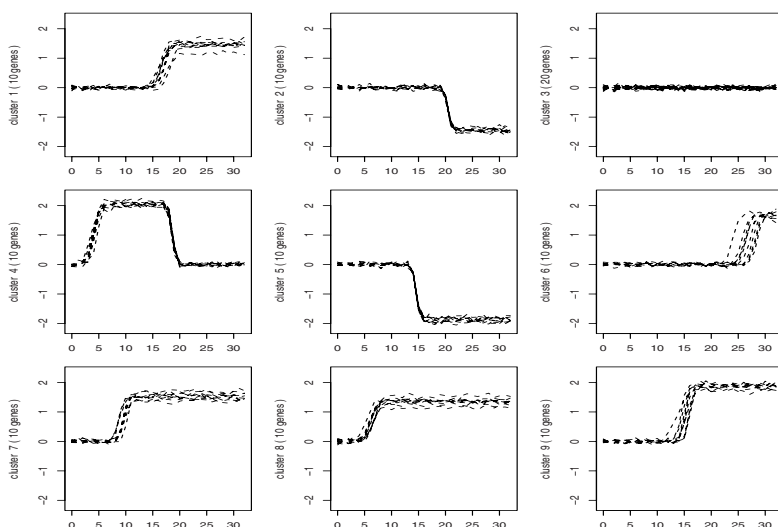 cluster 1 ( 10 genes)
-2 -1 0 1 2
0 5 10 15 20 25 30
cluster 2 ( 10 genes)
-2 -1 0 1 2
0 5 10 15 20 25 30
cluster 3 ( 20 genes)
-2 -1 0 1 2
0 5 10 15 20 25 30
cluster 4 ( 10 genes)
-2 -1 0 1 2
0 5 10 15 20 25 30
cluster 5 ( 10 genes)
-2 -1 0 1 2
0 5 10 15 20 25 30
cluster 6 ( 10 genes)
-2 -1 0 1 2
0 5 10 15 20 25 30
cluster 7 ( 10 genes)
-2 -1 0 1 2
0 5 10 15 20 25 30
cluster 8 ( 10 genes)
-2 -1 0 1 2
0 5 10 15 20 25 30
cluster 9 ( 10 genes)
-2 -1 0 1 2
0 5 10 15 20 25 30